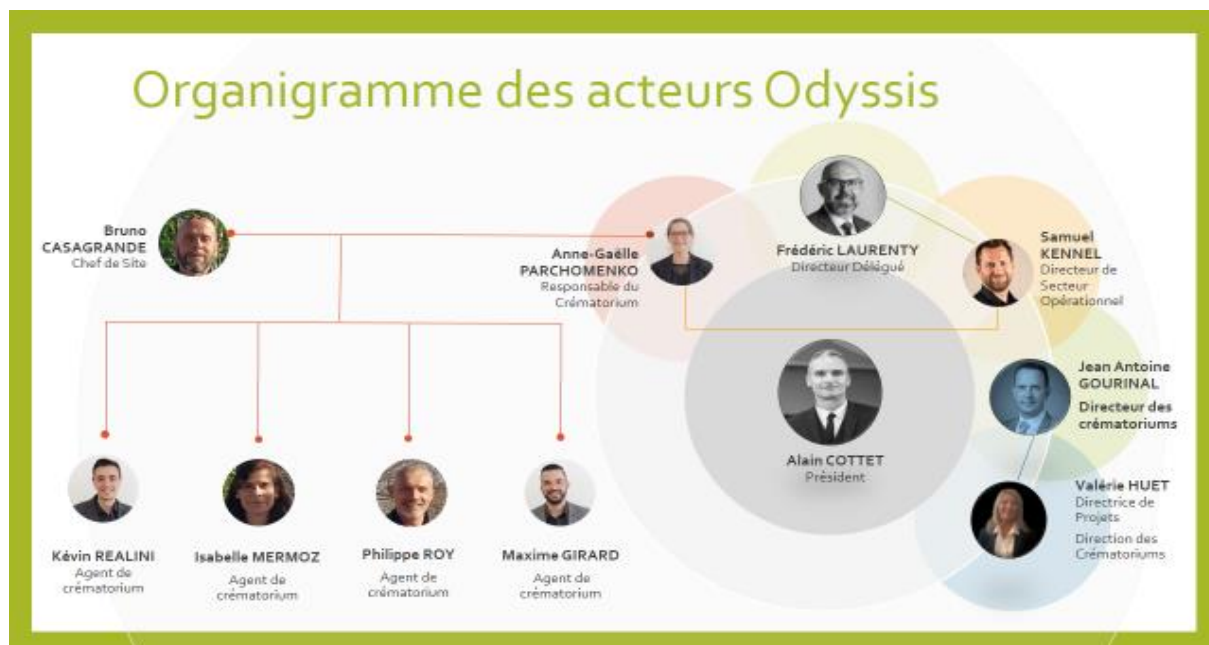 Organigramme des acteurs Odyssis
Bruno
CASAGRANDE
Chef de Site
Anne-Gaëlle
PARCHOMENKO
Responsable du
Crématorium
Frédéric LAURENTY
Directeur Délégué
Samuel
KENNEL
Directeur de
Secteur
Opérationnel
Jean Antoine
GOURINAL
Directeur des
crématoriums
Alain COTTET
Président
Valérie HUET
Directrice de
Projets
Direction des
Crématoriums
Kévin REALINI
Agent de
crématorium
Isabelle MERMOZ
Agent de
crématorium
Philippe ROY
Agent de
crématorium
Maxime GIRARD
Agent de
crématorium